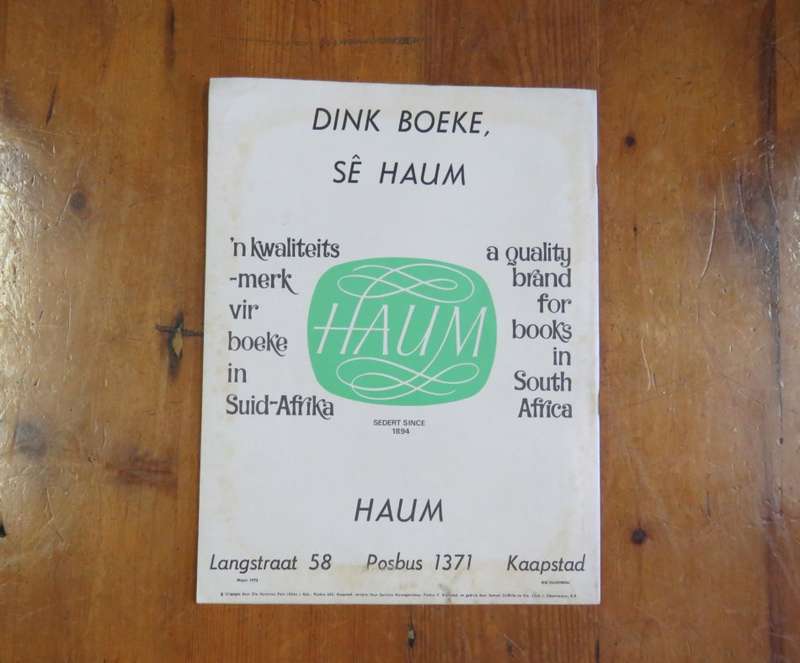 DINK BOEKE,
SÊ HAUM
'n kwaliteits
-merk
vir
boeke
in
Suid-Afrika
HAUM
a quality
brand
for
books
in
South
Africa
SEDERT SINCE
1894
HAUM
Langstraat 58 Posbus 1371 Kaapstad